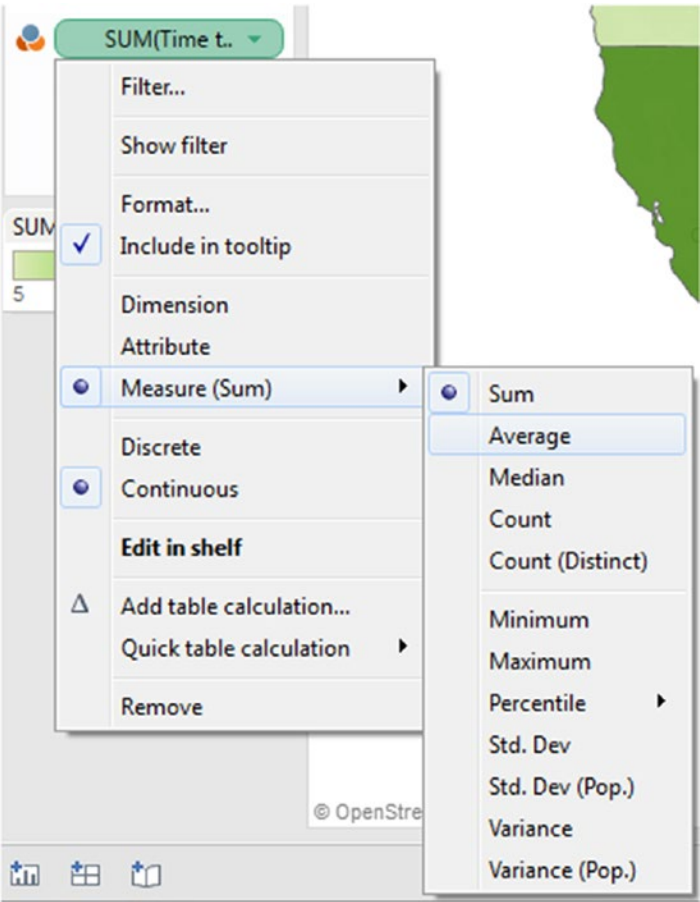 SUM(Time t..
Filter...
Show filter
Format...
Include in tooltip
Dimension
Attribute
Measure (Sum)
Discrete
Continuous
Edit in shelf
Add table calculation...
Quick table calculation
Remove
SUM
5
Sum
Average
Median
Count
Count (Distinct)
Minimum
Maximum
Percentile
Std. Dev
Std. Dev (Pop.)
Variance
Variance (Pop.)
© OpenStre